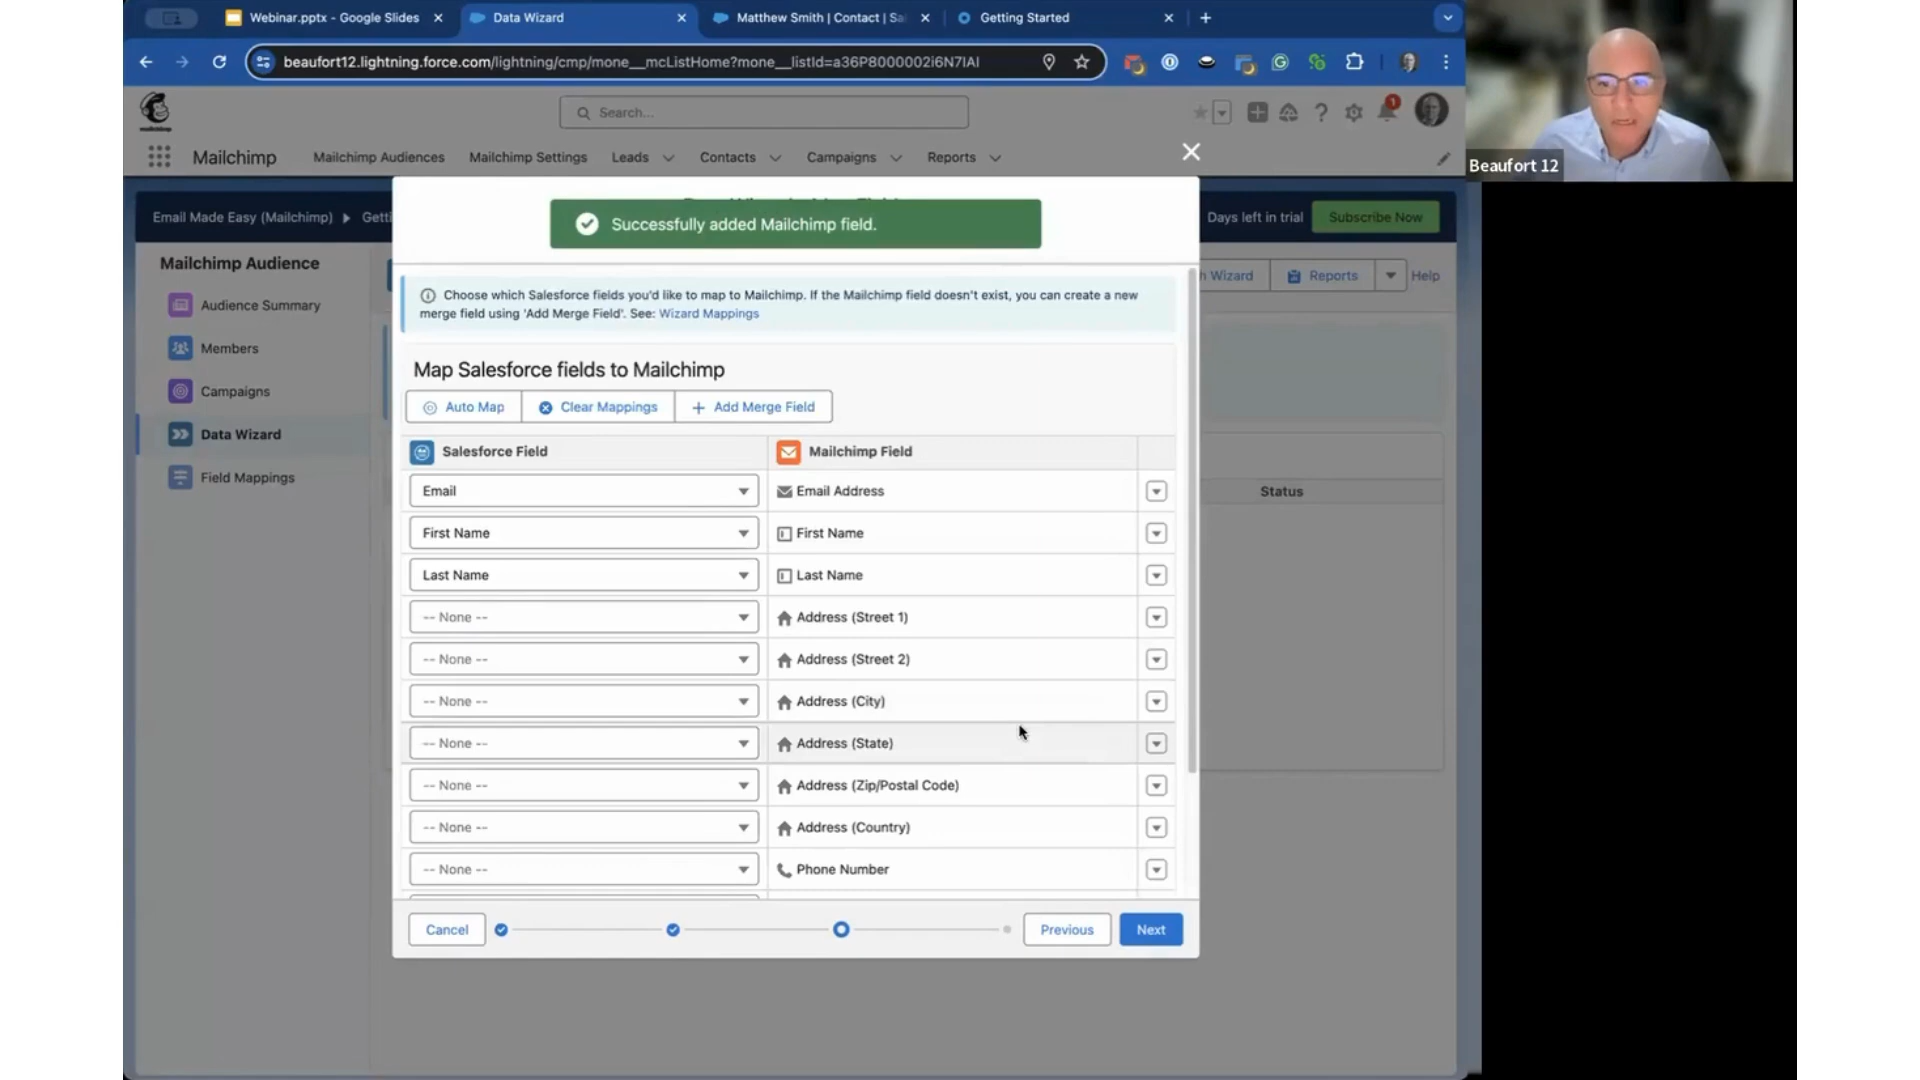 Webinar.pptx - Google Slides
Data Wizard
Matthew Smith | Contact | Sa
Getting Started
beaufort12.lightning.force.com/lightning/cmp/mone__mcListHome?mone__listId=a36P8000002i6N7IAI
mailchimp
Search...
1
Mailchimp
Mailchimp Audiences
Mailchimp Settings
Leads
Contacts
Campaigns
Reports
Beaufort 12
Email Made Easy (Mailchimp)
Getti
Days left in trial
Subscribe Now
Successfully added Mailchimp field.
Mailchimp Audience
Audience Summary
Members
Campaigns
Data Wizard
Field Mappings
h Wizard
Reports
Help
Status
Choose which Salesforce fields you'd like to map to Mailchimp. If the Mailchimp field doesn't exist, you can create a new
merge field using 'Add Merge Field'. See: Wizard Mappings
Map Salesforce fields to Mailchimp
Auto Map
Clear Mappings
Add Merge Field
Salesforce Field
Mailchimp Field
Email
Email Address
First Name
First Name
Last Name
Last Name
-- None --
Address (Street 1)
-- None --
Address (Street 2)
-- None --
Address (City)
-- None --
Address (State)
-- None --
Address (Zip/Postal Code)
-- None --
Address (Country)
-- None --
Phone Number
Cancel
Previous
Next